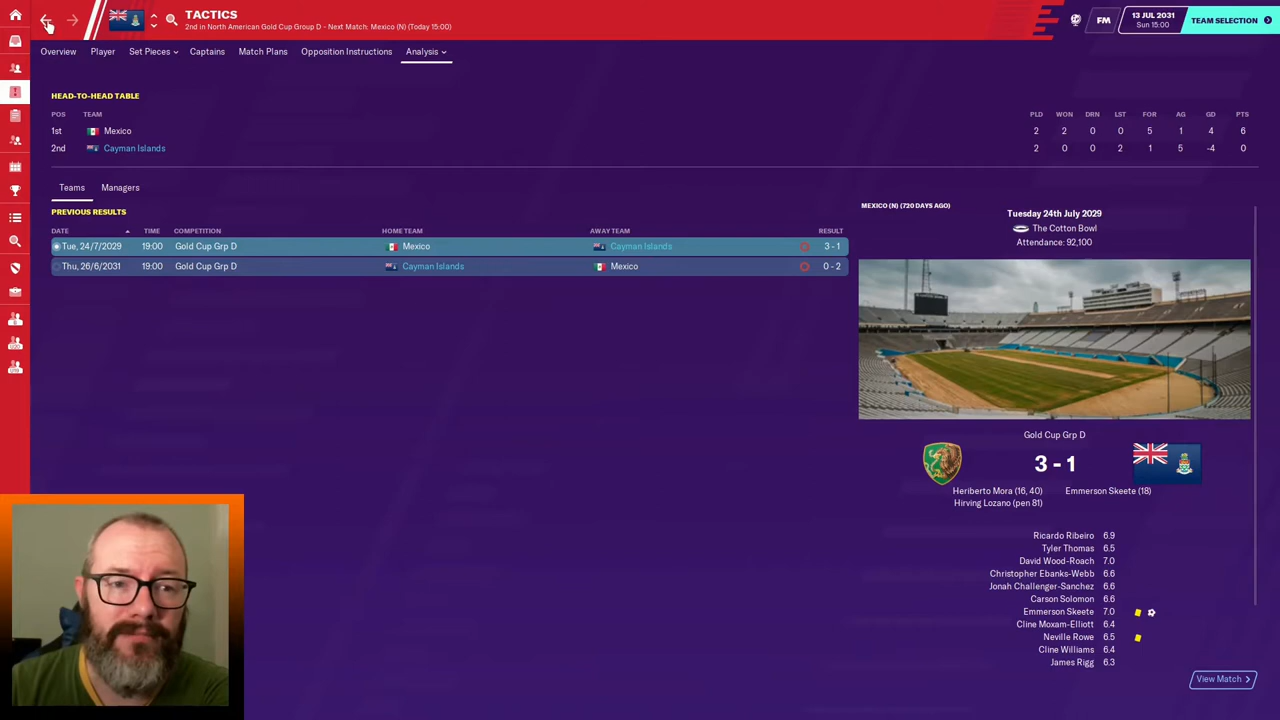 TACTICS
2nd in North American Gold Cup Group D - Next Match: Mexico (N) (Today 15:00)
FM
13 JUL 2031
Sun 15:00
TEAM SELECTION
Overview Player Set Pieces Captains Match Plans Opposition Instructions Analysis
HEAD-TO-HEAD TABLE
POS TEAM PLD WON DRN LST FOR AG GD PTS
1st Mexico 2 2 0 0 5 1 4 6
2nd Cayman Islands 2 0 0 2 1 5 -4 0
Teams Managers
PREVIOUS RESULTS
DATE TIME COMPETITION HOME TEAM AWAY TEAM RESULT
Tue, 24/7/2029 19:00 Gold Cup Grp D Mexico Cayman Islands 3 - 1
Thu, 26/6/2031 19:00 Gold Cup Grp D Cayman Islands Mexico 0 - 2
MEXICO (N) (720 DAYS AGO)
Tuesday 24th July 2029
The Cotton Bowl
Attendance: 92,100
Gold Cup Grp D
3 - 1
Heriberto Mora (16, 40) Emmerson Skeete (18)
Hirving Lozano (pen 81)
Ricardo Ribeiro 6.9
Tyler Thomas 6.5
David Wood-Roach 7.0
Christopher Ebanks-Webb 6.6
Jonah Challenger-Sanchez 6.6
Carson Solomon 6.6
Emmerson Skeete 7.0
Cline Moxam-Elliott 6.4
Neville Rowe 6.5
Cline Williams 6.4
James Rigg 6.3
View Match